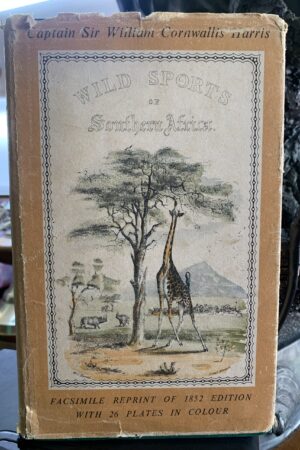 Captain Sir William Cornwallis Harris
WILD SPORTS
OF
Southern Africa.
FACSIMILE REPRINT OF 1852 EDITION
WITH 26 PLATES IN COLOUR